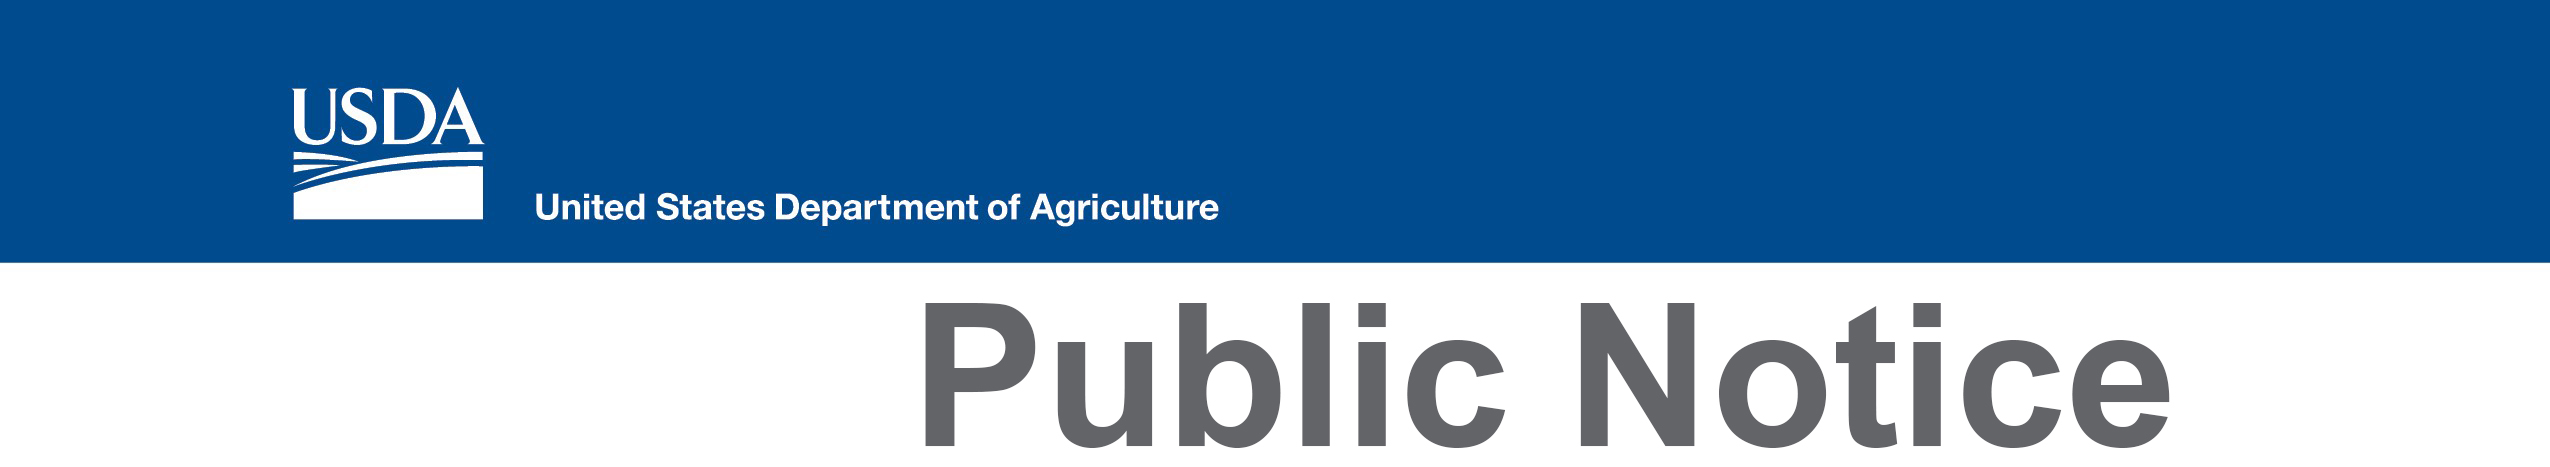 USDA
United States Department of Agriculture
Public Notice